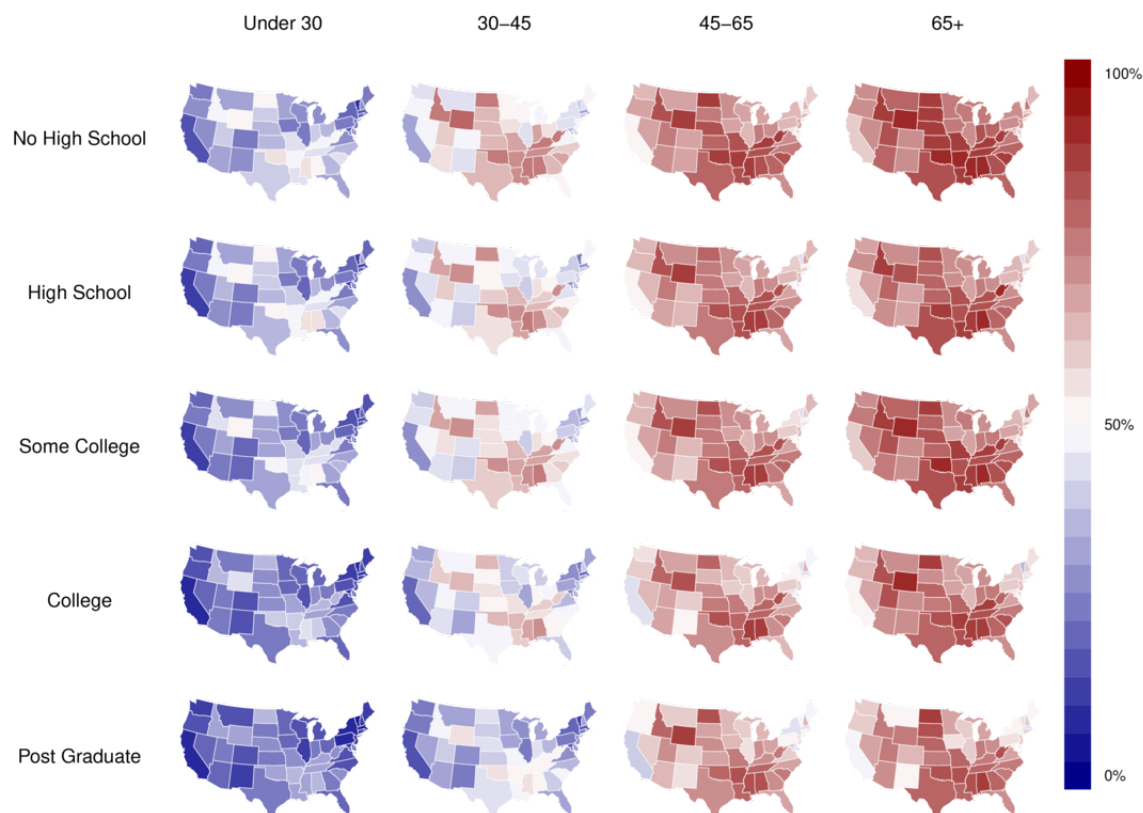 Under 30
30–45
45–65
65+
100%
No High School
High School
50%
Some College
College
Post Graduate
0%